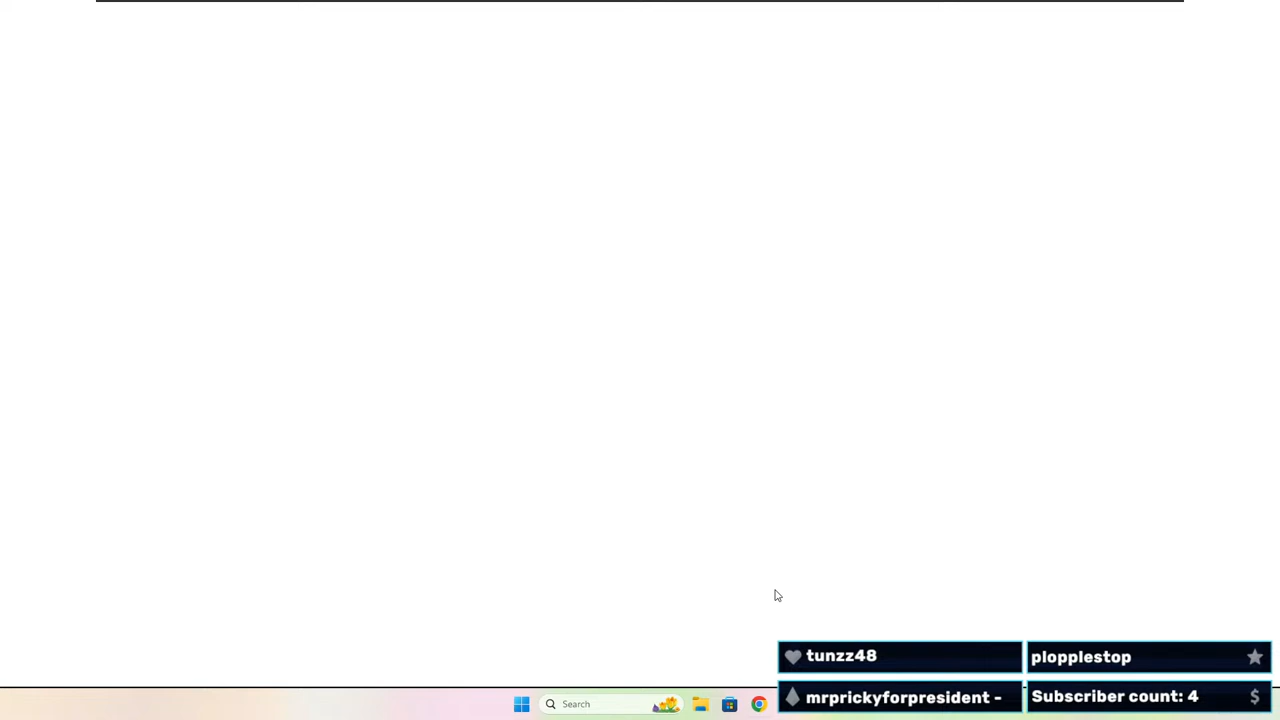 tunzz48
plopplestop
mrprickyforpresident -
Subscriber count: 4
Search